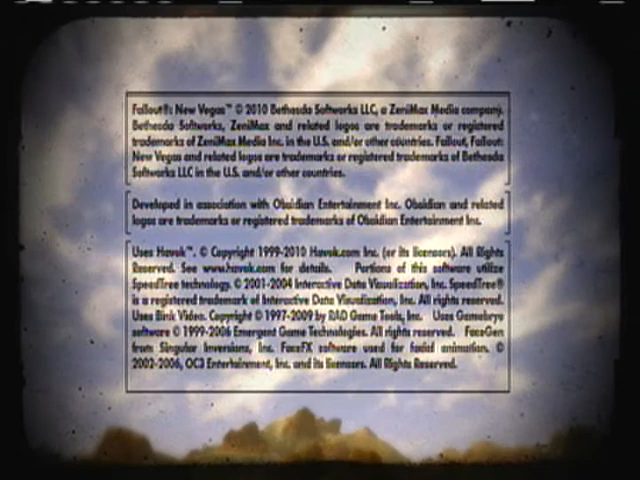 Fallout®: New Vegas™ © 2010 Bethesda Softworks LLC, a ZeniMax Media company.
Bethesda Softworks, ZeniMax and related logos are trademarks or registered
trademarks of ZeniMax Media Inc. in the U.S. and/or other countries. Fallout, Fallout:
New Vegas and related logos are trademarks or registered trademarks of Bethesda
Softworks LLC in the U.S. and/or other countries.
Developed in association with Obsidian Entertainment Inc. Obsidian and related
logos are trademarks or registered trademarks of Obsidian Entertainment Inc.
Uses Havok™. © Copyright 1999-2010 Havok.com Inc. (or its licensors). All Rights
Reserved. See www.havok.com for details. Portions of this software utilize
SpeedTree technology. © 2001-2004 Interactive Data Visualization, Inc. SpeedTree®
is a registered trademark of Interactive Data Visualization, Inc. All rights reserved.
Uses Bink Video. Copyright © 1997-2009 by RAD Game Tools, Inc. Uses Gamebryo
software © 1999-2006 Emergent Game Technologies. All rights reserved. FaceGen
from Singular Inversions, Inc. FaceFX software used for facial animation. ©
2002-2006, OC3 Entertainment, Inc. and its licensors. All Rights Reserved.